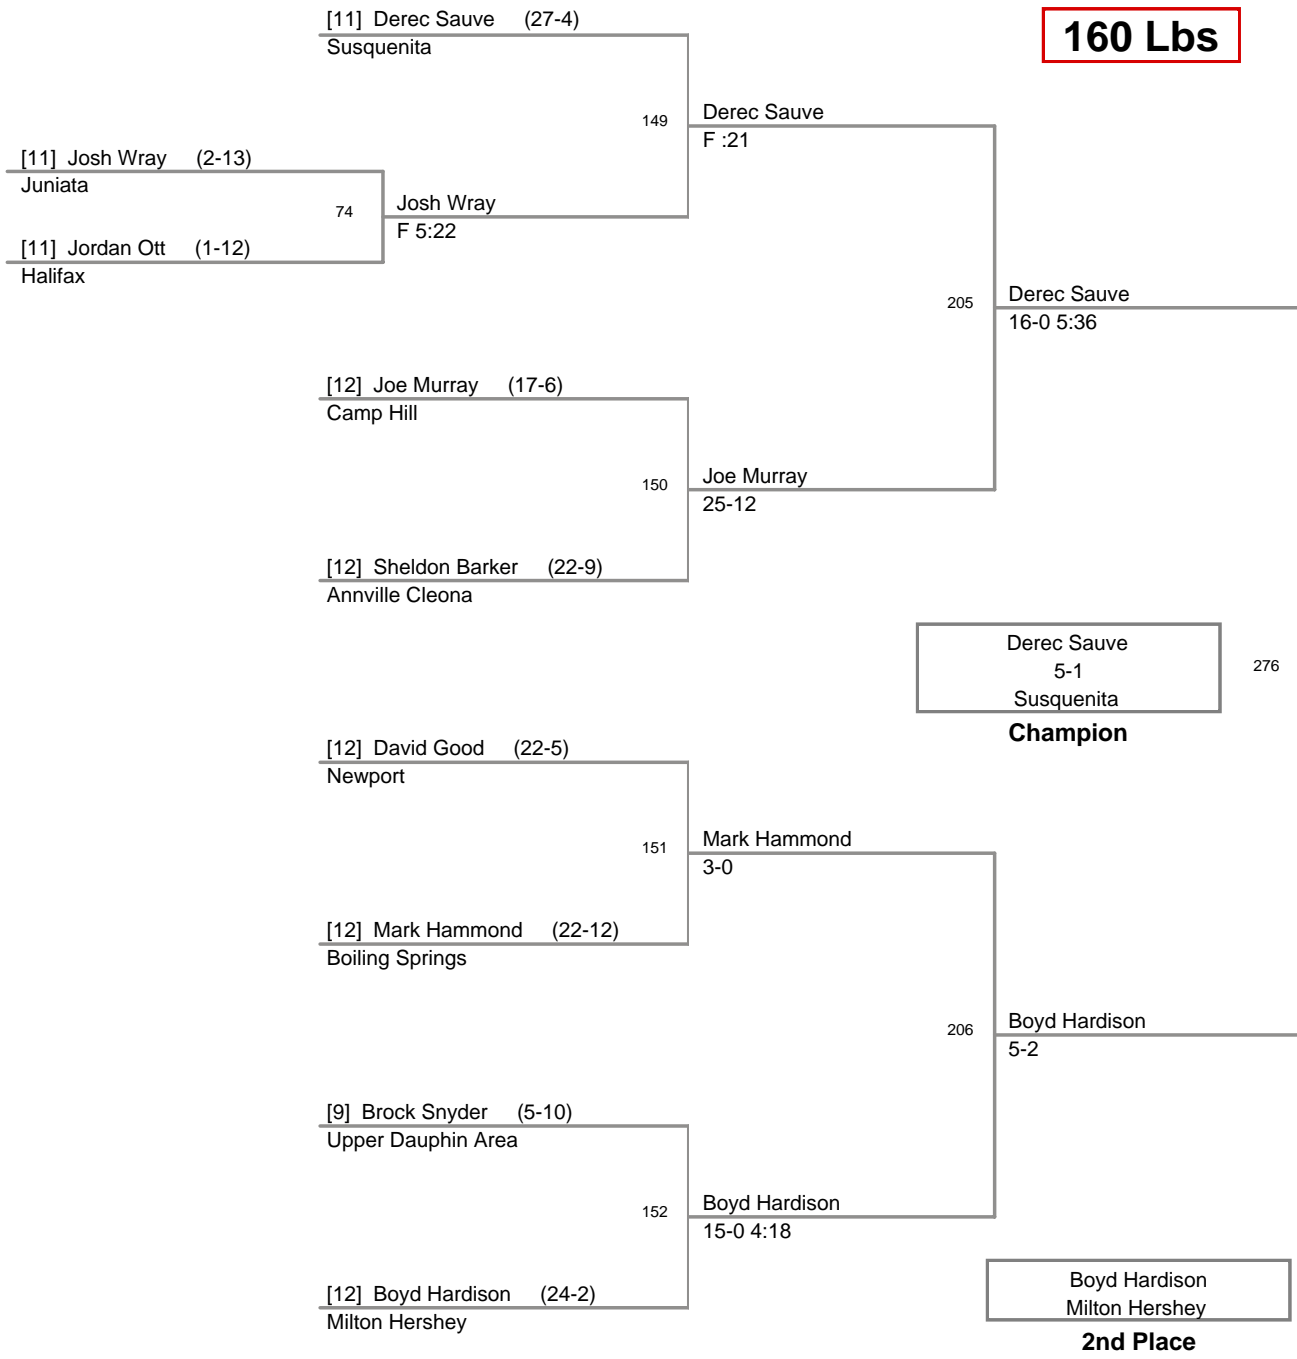 [11] Derec Sauve (27-4)
Susquenita
160 Lbs
149
Derec Sauve
F :21
[11] Josh Wray (2-13)
Juniata
74
Josh Wray
F 5:22
[11] Jordan Ott (1-12)
Halifax
205
Derec Sauve
16-0 5:36
[12] Joe Murray (17-6)
Camp Hill
150
Joe Murray
25-12
[12] Sheldon Barker (22-9)
Annville Cleona
Derec Sauve
5-1
Susquenita
276
Champion
[12] David Good (22-5)
Newport
151
Mark Hammond
3-0
[12] Mark Hammond (22-12)
Boiling Springs
206
Boyd Hardison
5-2
[9] Brock Snyder (5-10)
Upper Dauphin Area
152
Boyd Hardison
15-0 4:18
[12] Boyd Hardison (24-2)
Milton Hershey
Boyd Hardison
Milton Hershey
2nd Place